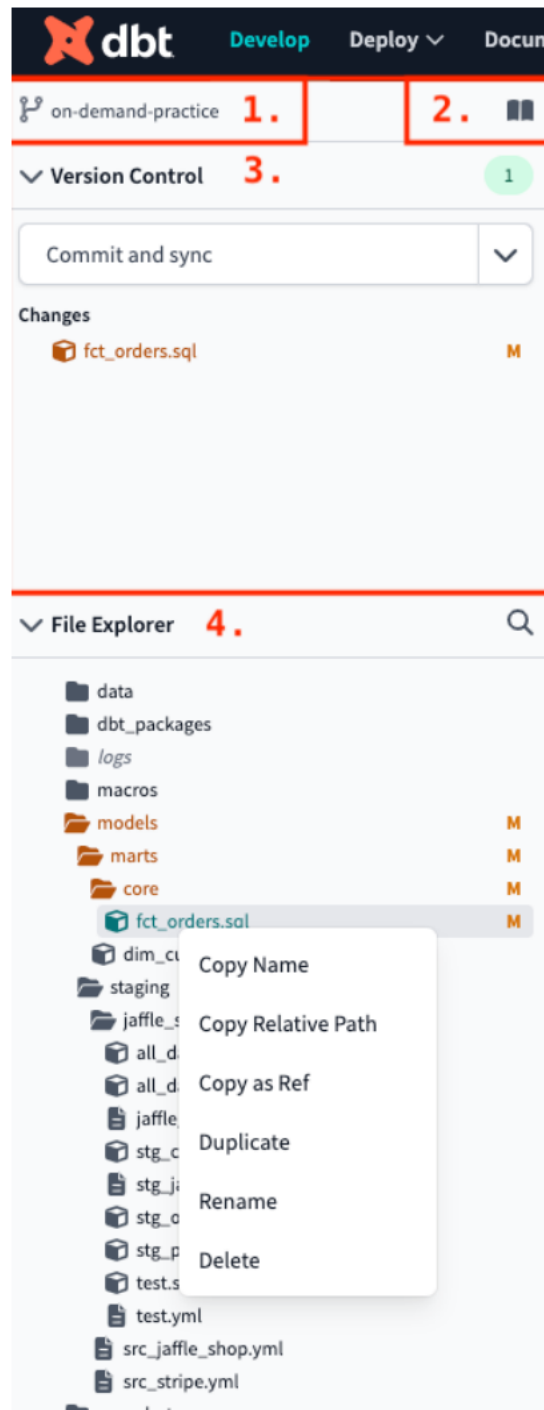 dbt Develop Deploy
on-demand-practice 1. 2.
Version Control 3. 1
Commit and sync
Changes
fct_orders.sql M
File Explorer 4.
data
dbt_packages
logs
macros
models M
marts M
core M
fct_orders.sql M
Copy Name
Copy Relative Path
Copy as Ref
Duplicate
Rename
Delete
staging
test.yml
src_jaffle_shop.yml
src_stripe.yml